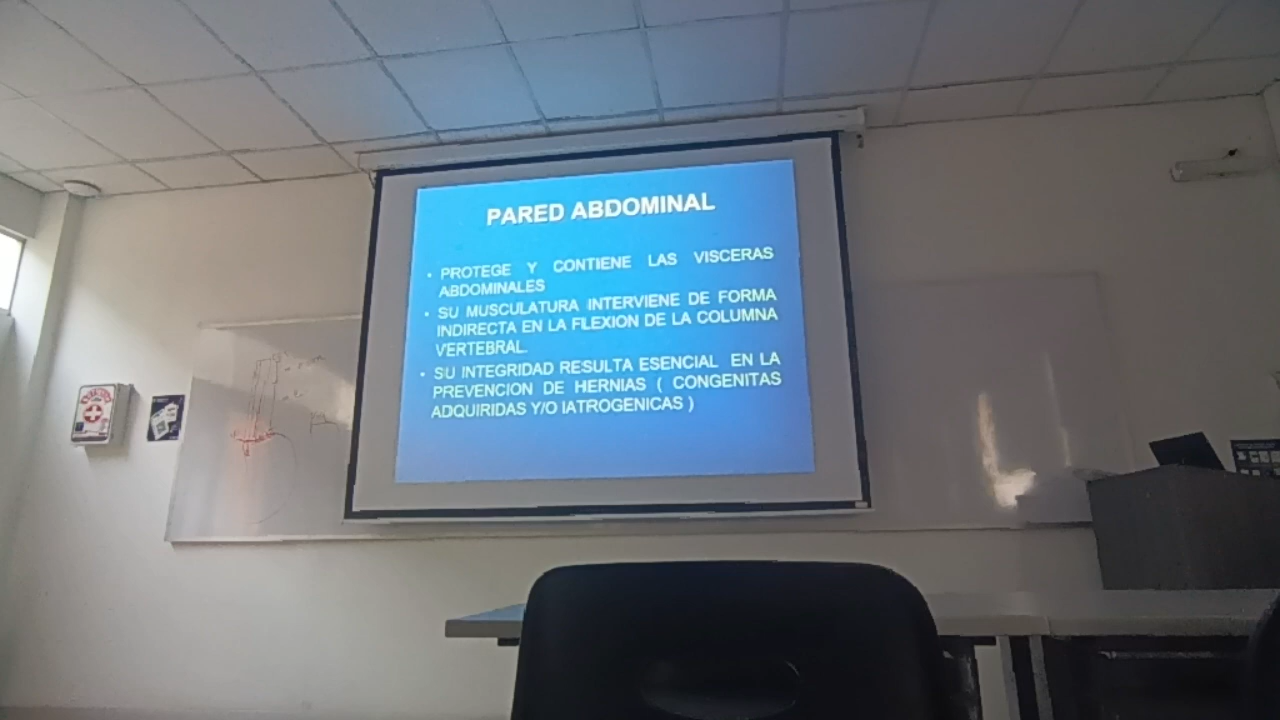 PARED ABDOMINAL
• PROTEGE Y CONTIENE LAS VISCERAS
ABDOMINALES
• SU MUSCULATURA INTERVIENE DE FORMA
INDIRECTA EN LA FLEXION DE LA COLUMNA
VERTEBRAL.
• SU INTEGRIDAD RESULTA ESENCIAL EN LA
PREVENCION DE HERNIAS ( CONGENITAS
ADQUIRIDAS Y/O IATROGENICAS )